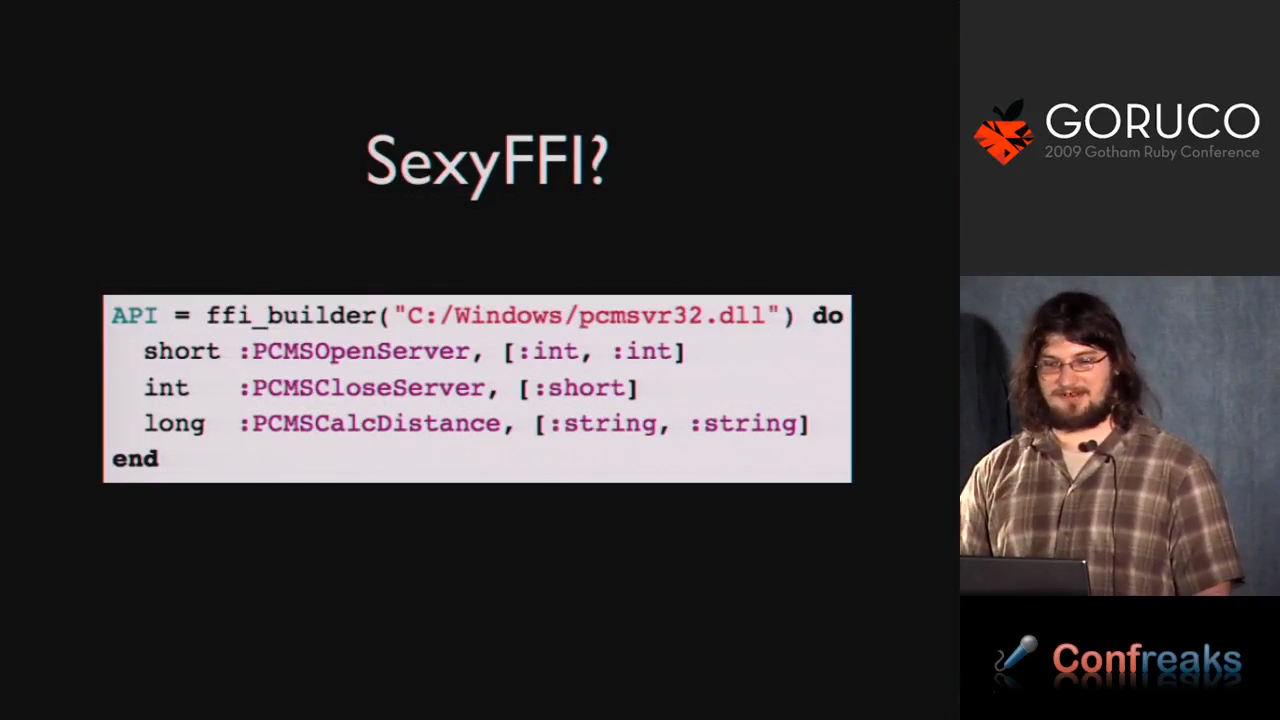 SexyFFI?
API = ffi_builder("C:/Windows/pcmsvr32.dll") do
  short :PCMSOpenServer, [:int, :int]
  int   :PCMSCloseServer, [:short]
  long  :PCMSCalcDistance, [:string, :string]
end
GORUCO
2009 Gotham Ruby Conference
Confreaks